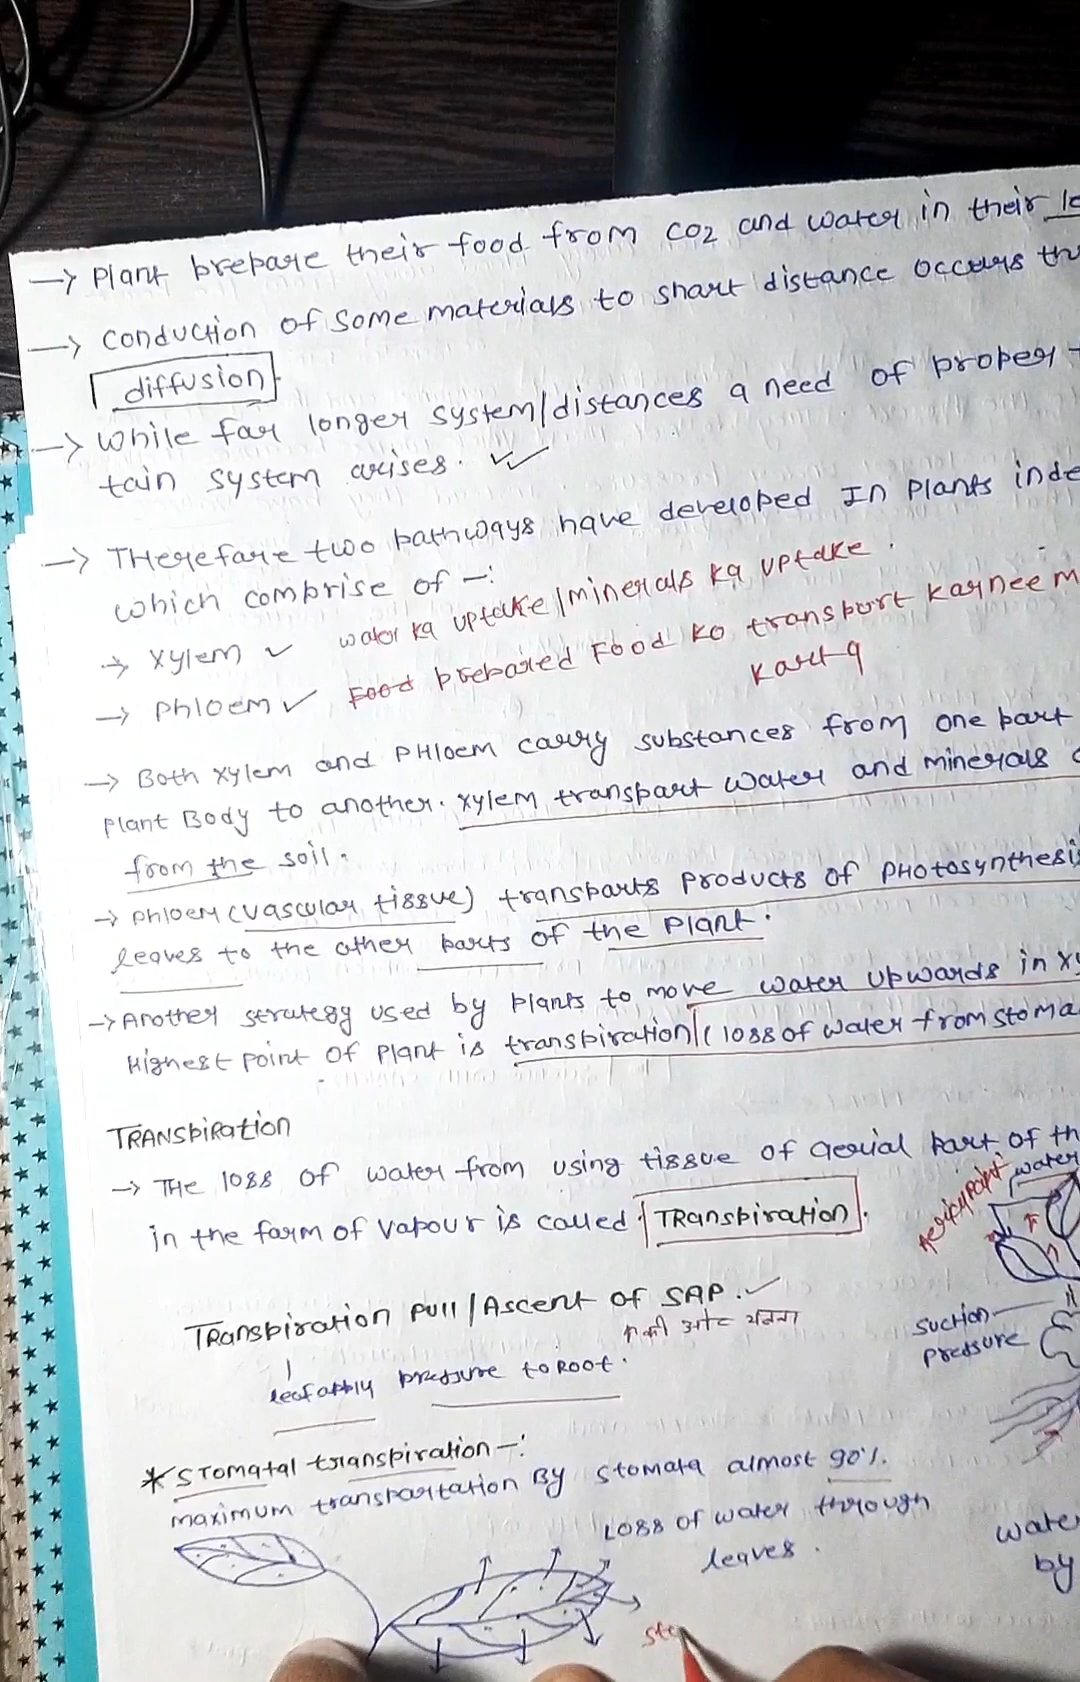 → Plant prepare their food from CO2 and water in their le
→ Conduction of some materials to short distance occurs thr
diffusion
→ While for longer system/distances a need of proper t
tain system arises.
→ Therefore two pathways have developed In Plants inde
which comprise of -:
→ Xylem ✓ water ka uptake / minerals ka uptake.
→ Phloem ✓ Food prepared Food ko transport karnee m
karta
→ Both xylem and PHloem carry substances from one part
Plant Body to another. xylem transport water and minerals
from the soil.
→ Phloem (vascular tissue) transports products of PHotosynthesis
leaves to the other parts of the plant.
→ Another strategy used by plants to move water upwards in xy
Highest point of plant is transpiration (loss of water from stoma
TRANSpiRation
→ THe loss of water from using tissue of aerial part of th
in the form of vapour is called TRanspiration.
water
Suction
pressure
TRanspiration Pull / Ascent of SAP. ✓
leaf apply pressure to Root.
* STomatal transpiration -:
maximum transportation By stomata almost 90%.
Loss of water through
leaves.
wate
by